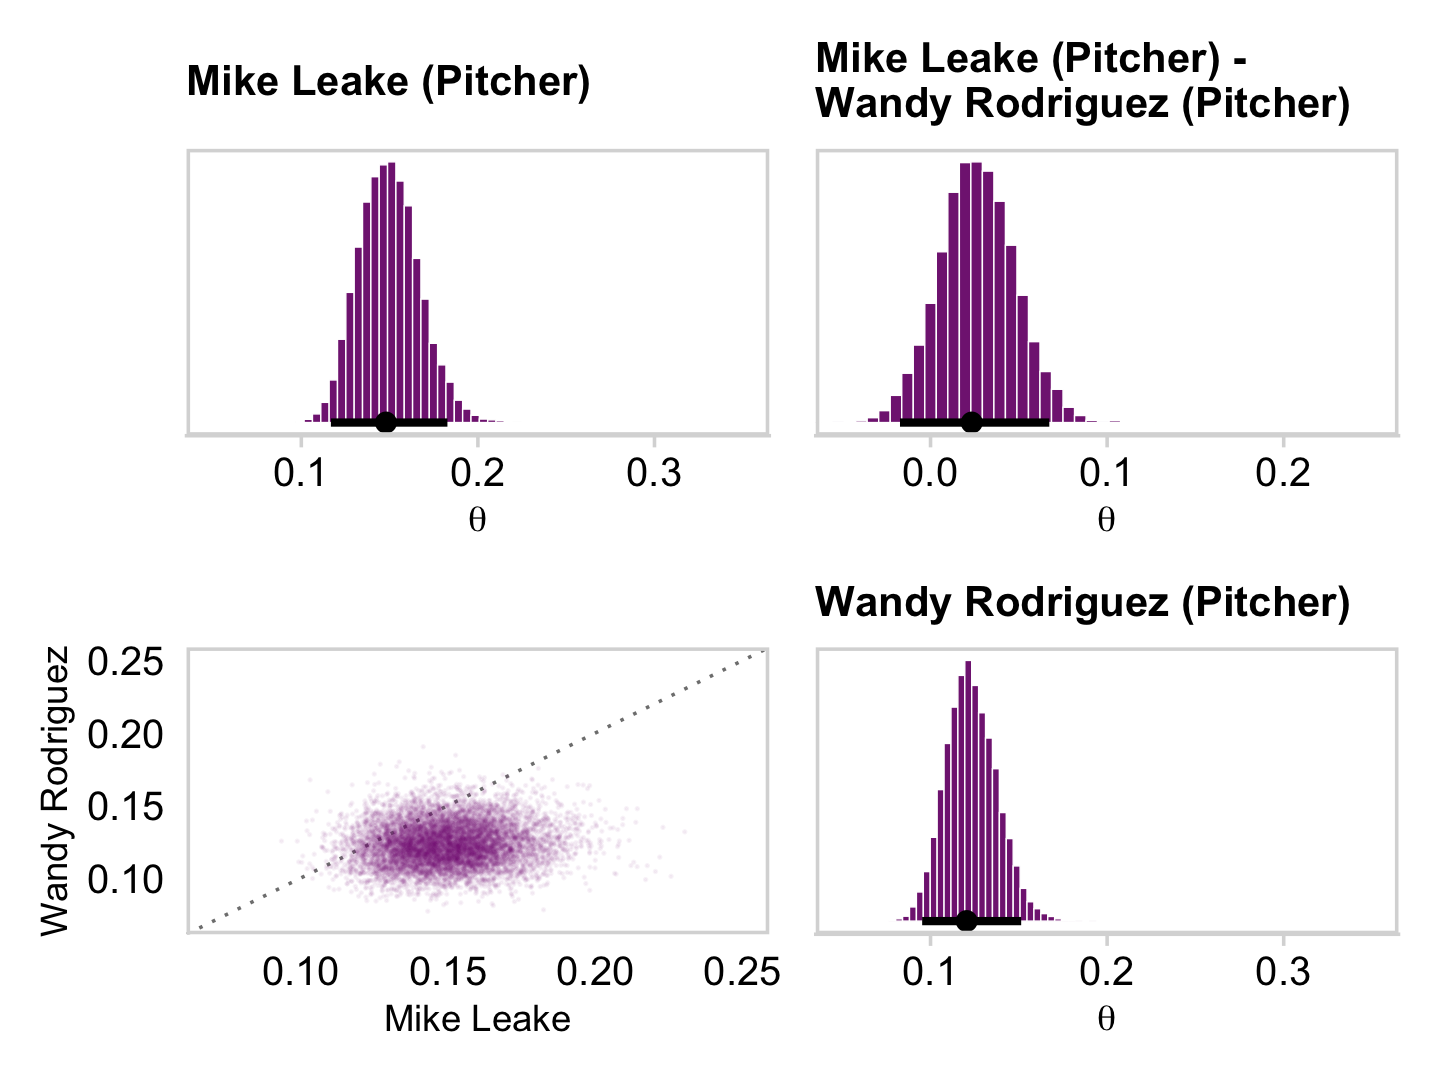 Mike Leake (Pitcher)
0.1 0.2 0.3
θ
Mike Leake (Pitcher) -
Wandy Rodriguez (Pitcher)
0.0 0.1 0.2
θ
Wandy Rodriguez
0.25
0.20
0.15
0.10
0.10 0.15 0.20 0.25
Mike Leake
Wandy Rodriguez (Pitcher)
0.1 0.2 0.3
θ